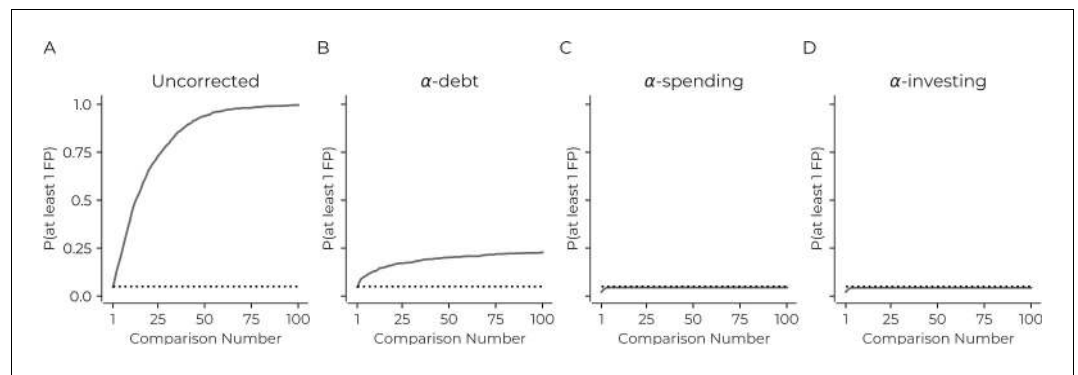 A
B
C
D
Uncorrected
α-debt
α-spending
α-investing
P(at least 1 FP)
1.0
0.75
0.5
0.25
0.0
1 25 50 75 100
Comparison Number
P(at least 1 FP)
1 25 50 75 100
Comparison Number
P(at least 1 FP)
1 25 50 75 100
Comparison Number
P(at least 1 FP)
1 25 50 75 100
Comparison Number